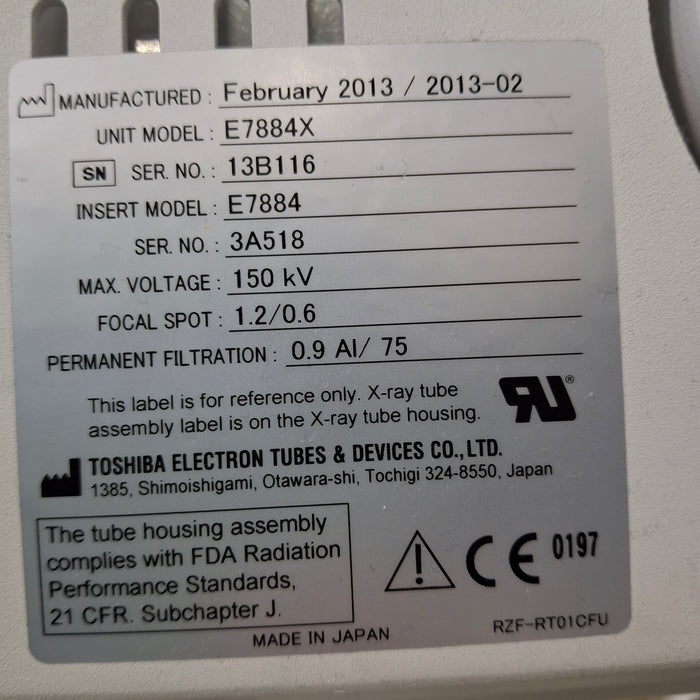 MANUFACTURED : February 2013 / 2013-02
UNIT MODEL : E7884X
SN SER. NO. : 13B116
INSERT MODEL : E7884
SER. NO. : 3A518
MAX. VOLTAGE : 150 kV
FOCAL SPOT : 1.2/0.6
PERMANENT FILTRATION : 0.9 Al/ 75
This label is for reference only. X-ray tube
assembly label is on the X-ray tube housing.
TOSHIBA ELECTRON TUBES & DEVICES CO.,LTD.
1385, Shimoishigami, Otawara-shi, Tochigi 324-8550, Japan
The tube housing assembly
complies with FDA Radiation
Performance Standards,
21 CFR. Subchapter J.
CE 0197
MADE IN JAPAN
RZF-RT01CFU